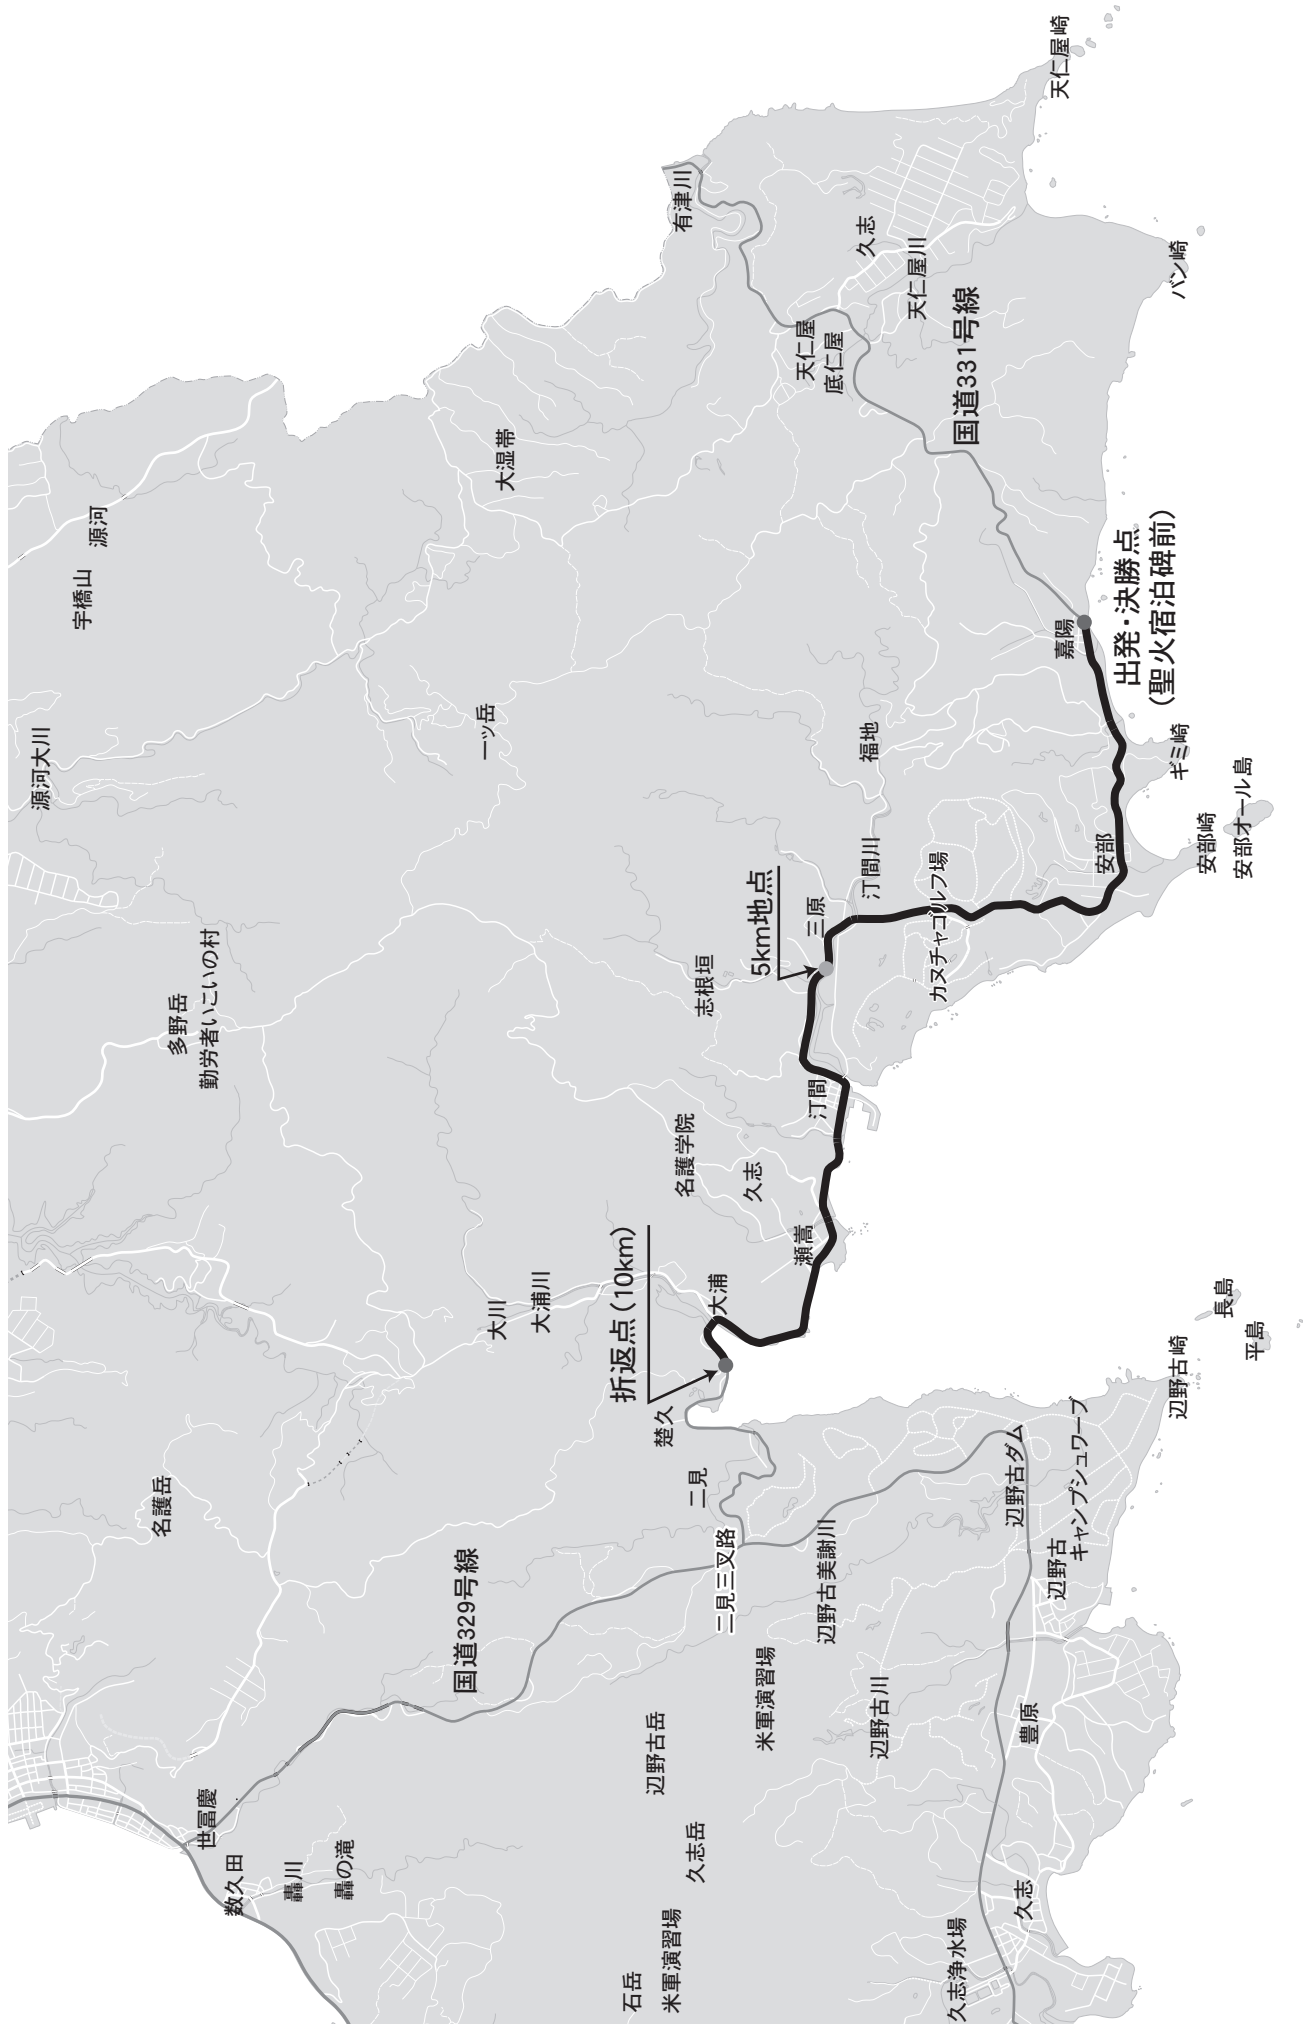 天仁屋崎
有津川
久志
天仁屋川
バン崎
国道331号線
天仁屋
底仁屋
大湿帯
源河
宇橋山
出発・決勝点
(聖火宿泊碑前)
嘉陽
源河大川
一ツ岳
福地
ギミ崎
安部オール島
安部崎
安部
汀間川
カヌチャゴルフ場
三原
5km地点
志根垣
多野岳
勤労者いこいの村
汀間
名護学院
久志
瀬嵩
折返点(10km)
大浦
大浦川
大川
長島
平島
辺野古崎
楚久
二見
名護岳
キャンプシュワーブ
辺野古ダム
辺野古
二見三叉路
辺野古美謝川
国道329号線
米軍演習場
辺野古川
豊原
辺野古岳
世冨慶
久志岳
数久田
轟川
轟の滝
久志
久志浄水場
米軍演習場
石岳